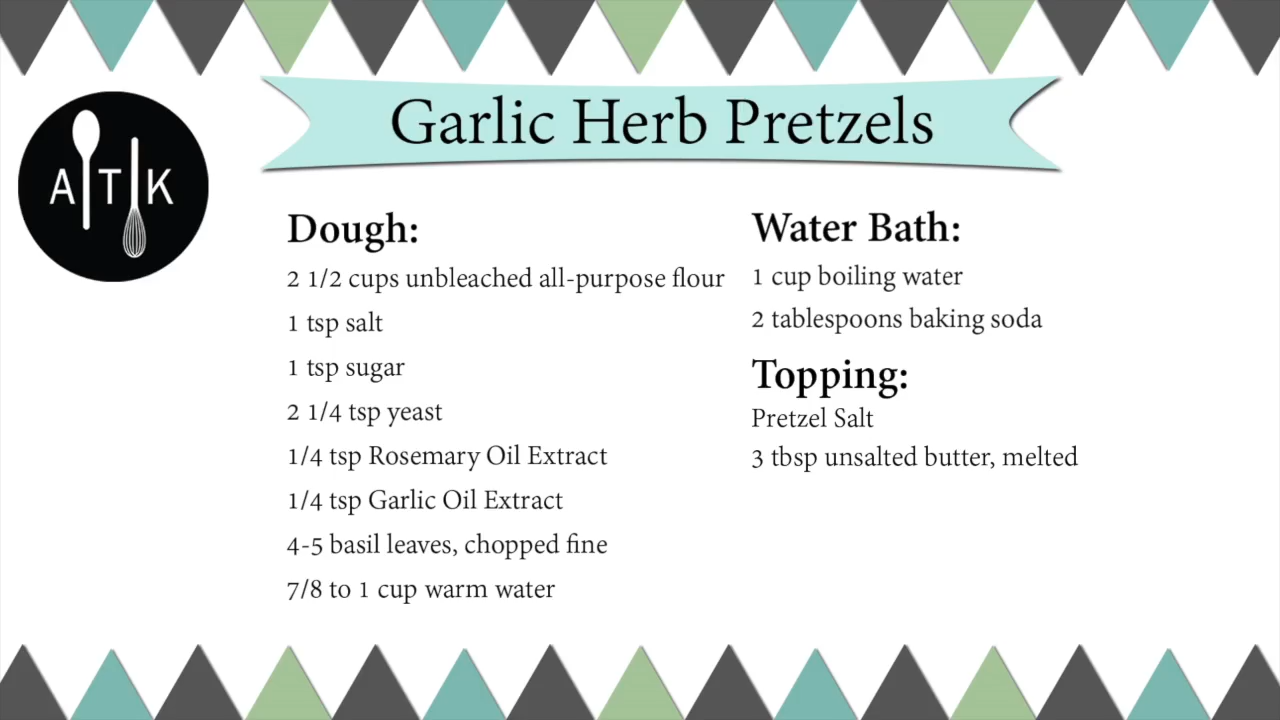 Garlic Herb Pretzels
A T K
Dough:
2 1/2 cups unbleached all-purpose flour
1 tsp salt
1 tsp sugar
2 1/4 tsp yeast
1/4 tsp Rosemary Oil Extract
1/4 tsp Garlic Oil Extract
4-5 basil leaves, chopped fine
7/8 to 1 cup warm water
Water Bath:
1 cup boiling water
2 tablespoons baking soda
Topping:
Pretzel Salt
3 tbsp unsalted butter, melted